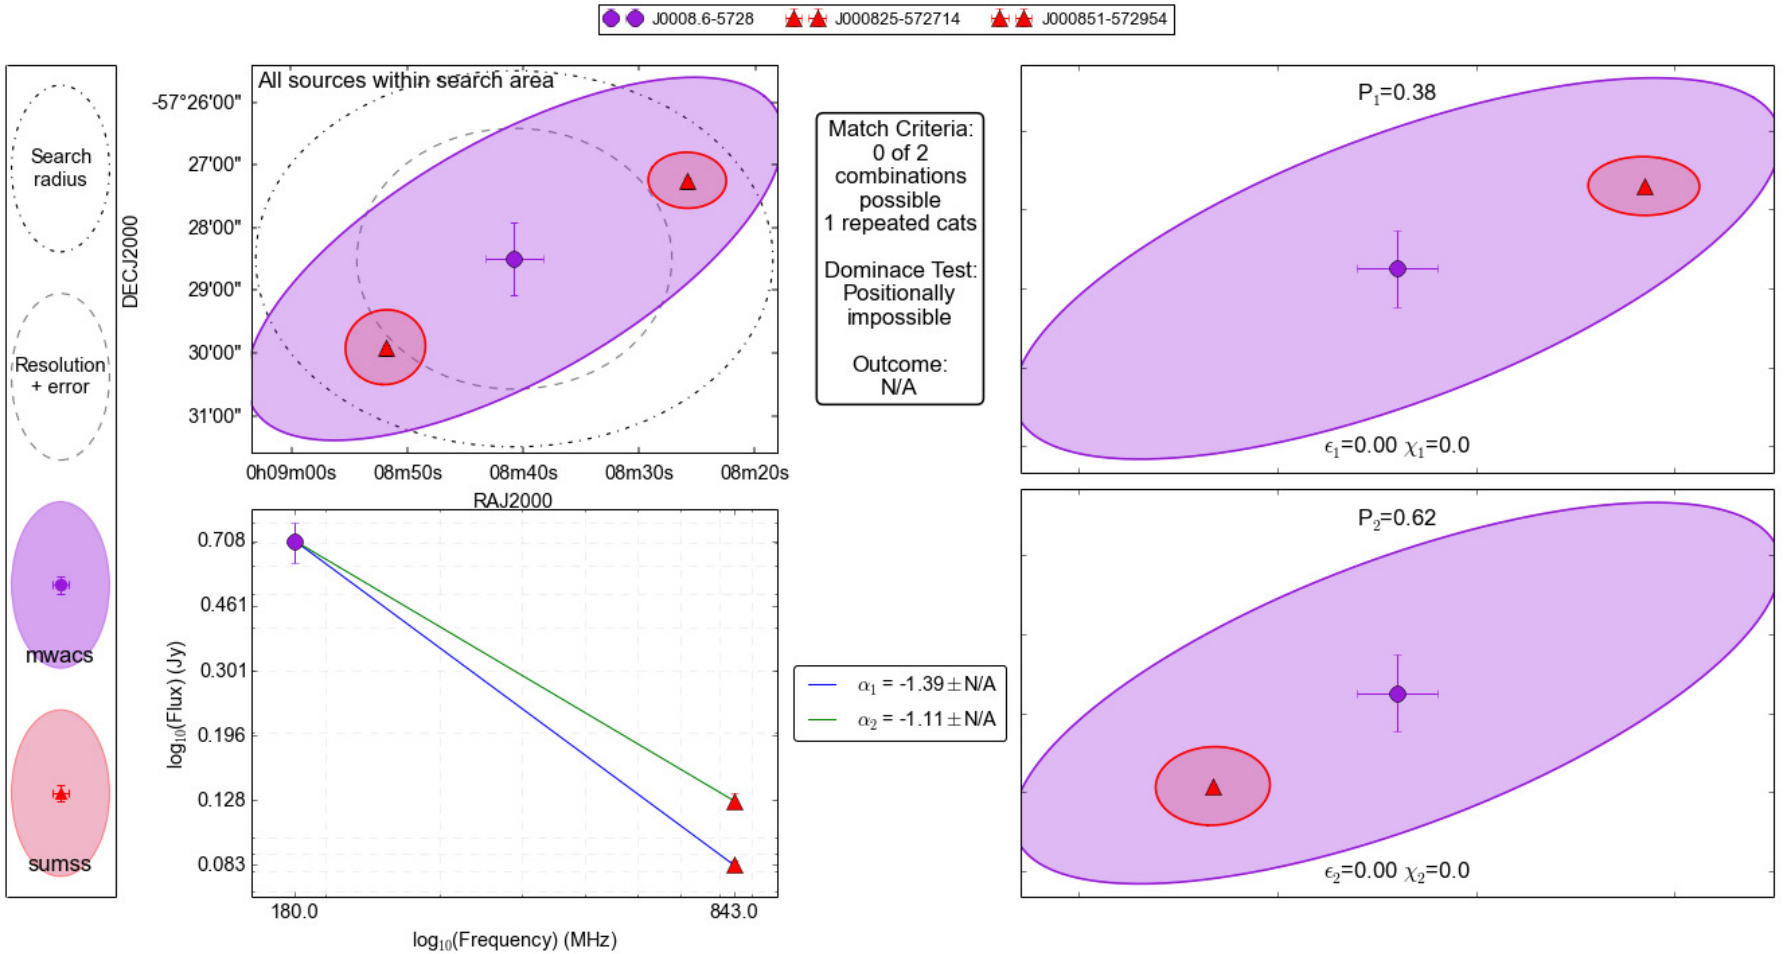 J0008.6-5728
J000825-572714
J000851-572954
Search
radius
Resolution
+ error
mwacs
sumss
All sources within search area
DECJ2000
-57°26'00"
27'00"
28'00"
29'00"
30'00"
31'00"
0h09m00s
08m50s
08m40s
08m30s
08m20s
RAJ2000
Match Criteria:
0 of 2
combinations
possible
1 repeated cats
Dominace Test:
Positionally
impossible
Outcome:
N/A
P₁=0.38
ϵ₁=0.00 χ₁=0.0
log₁₀(Flux) (Jy)
0.708
0.461
0.301
0.196
0.128
0.083
180.0
843.0
log₁₀(Frequency) (MHz)
α₁ = -1.39±N/A
α₂ = -1.11±N/A
P₂=0.62
ϵ₂=0.00 χ₂=0.0